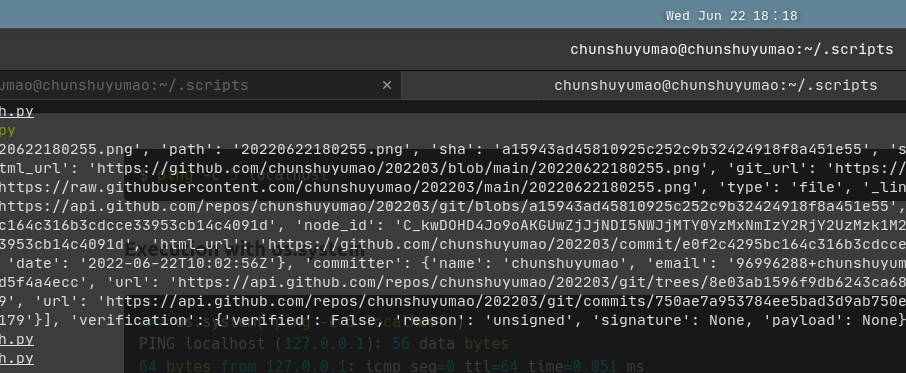 Wed Jun 22 18:18
chunshuyumao@chunshuyumao:~/.scripts
umao@chunshuyumao:~/.scripts × chunshuyumao@chunshuyumao:~/.scripts
h.py
py
20622180255.png', 'path': '20220622180255.png', 'sha': 'a15943ad45810925c252c9b32424918f8a451e55', 's
tml_url': 'https://github.com/chunshuyumao/202203/blob/main/20220622180255.png', 'git_url': 'https://
$ ping -c 3 localhost
https://raw.githubusercontent.com/chunshuyumao/202203/main/20220622180255.png', 'type': 'file', '_lin
https://api.github.com/repos/chunshuyumao/202203/git/blobs/a15943ad45810925c252c9b32424918f8a451e55',
c164c316b3cdcce33953cb14c4091d', 'node_id': 'C_kwDOHD4Jo9oAKGUwZjJjNDI5NWJjMTY0YzMxNmIzY2RjY2UzMzk1M2
3953cb14c4091d', 'html_url': 'https://github.com/chunshuyumao/202203/commit/e0f2c4295bc164c316b3cdcce
Execution with os.system
'date': '2022-06-22T10:02:56Z'}, 'committer': {'name': 'chunshuyumao', 'email': '96996288+chunshuyum
d5f4a4ecc', 'url': 'https://api.github.com/repos/chunshuyumao/202203/git/trees/8e03ab1596f9db6243ca68
9', 'url': 'https://api.github.com/repos/chunshuyumao/202203/git/commits/750ae7a953784ee5bad3d9ab750e
179'}], 'verification': {'verified': False, 'reason': 'unsigned', 'signature': None, 'payload': None}
h.py
PING localhost (127.0.0.1): 56 data bytes
h.py
64 bytes from 127.0.0.1: icmp_seq=0 ttl=64 time=0.051 ms